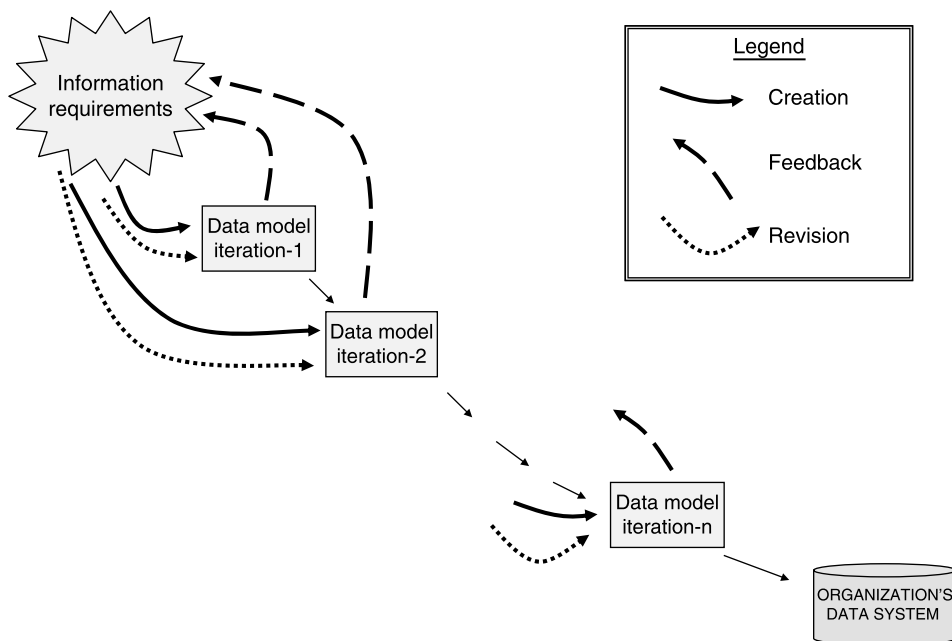 Information
requirements
Data model
iteration-1
Data model
iteration-2
Data model
iteration-n
ORGANIZATION'S
DATA SYSTEM
Legend
Creation
Feedback
Revision